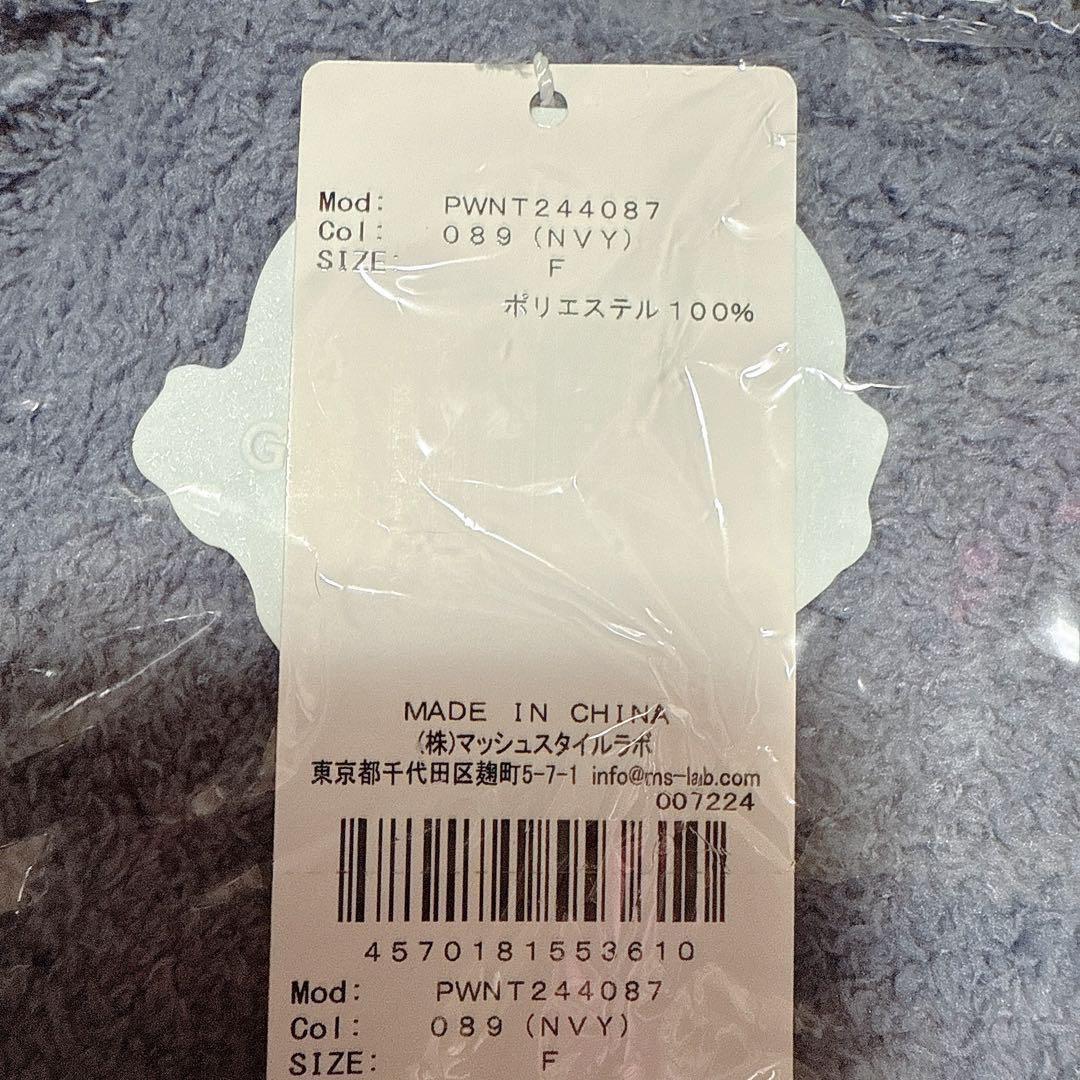 Mod: PWNT244087
Col: 089 (NVY)
SIZE: F
ポリエステル100%
G
MADE IN CHINA
(株)マッシュスタイルラボ
東京都千代田区麹町5-7-1 info@ms-lab.com
007224
4570181553610
Mod: PWNT244087
Col: 089 (NVY)
SIZE: F